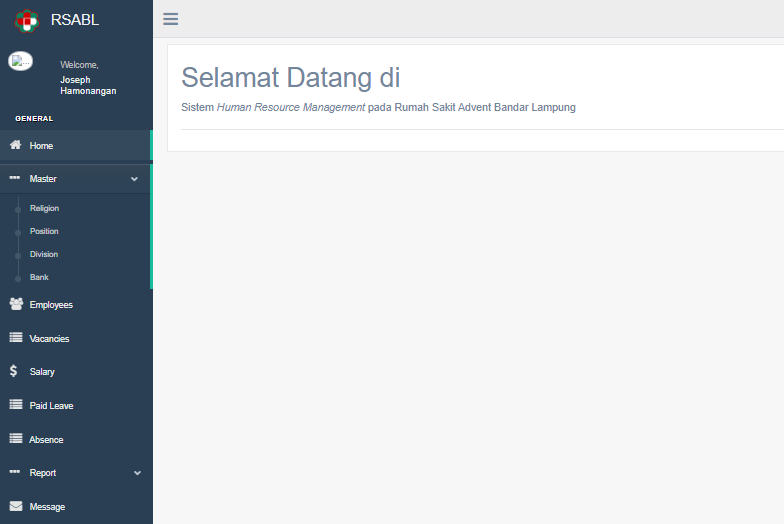 RSABL
Welcome,
Joseph
Hamonangan
GENERAL
Home
Master
Religion
Position
Division
Bank
Employees
Vacancies
Salary
Paid Leave
Absence
Report
Message
Selamat Datang di
Sistem Human Resource Management pada Rumah Sakit Advent Bandar Lampung